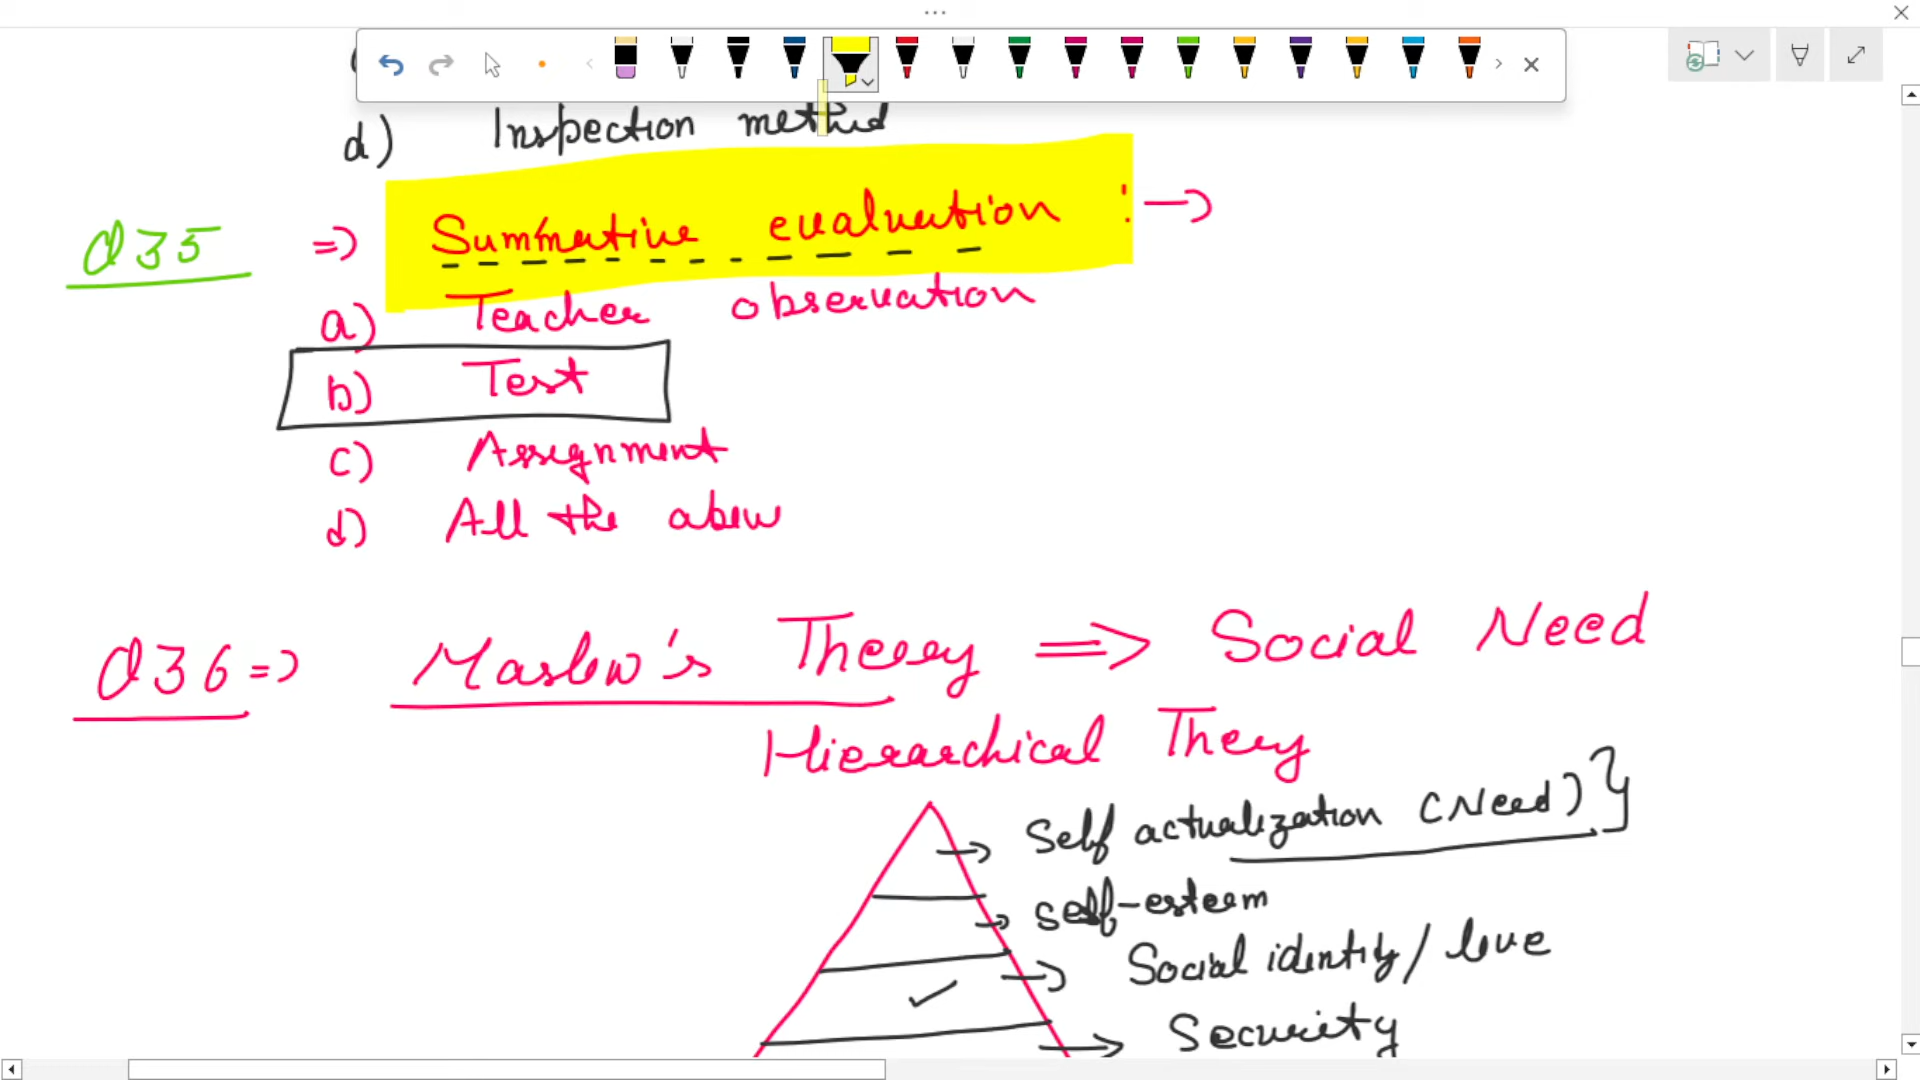 d) Inspection method
Q35 => Summative evaluation :->
a) Teacher observation
b) Test
c) Assignment
d) All the above
Q36 => Maslow's Theory => Social Need
Hierarchical Theory
-> Self actualization (Need) }
-> self-esteem
-> Social identity / love
-> Security